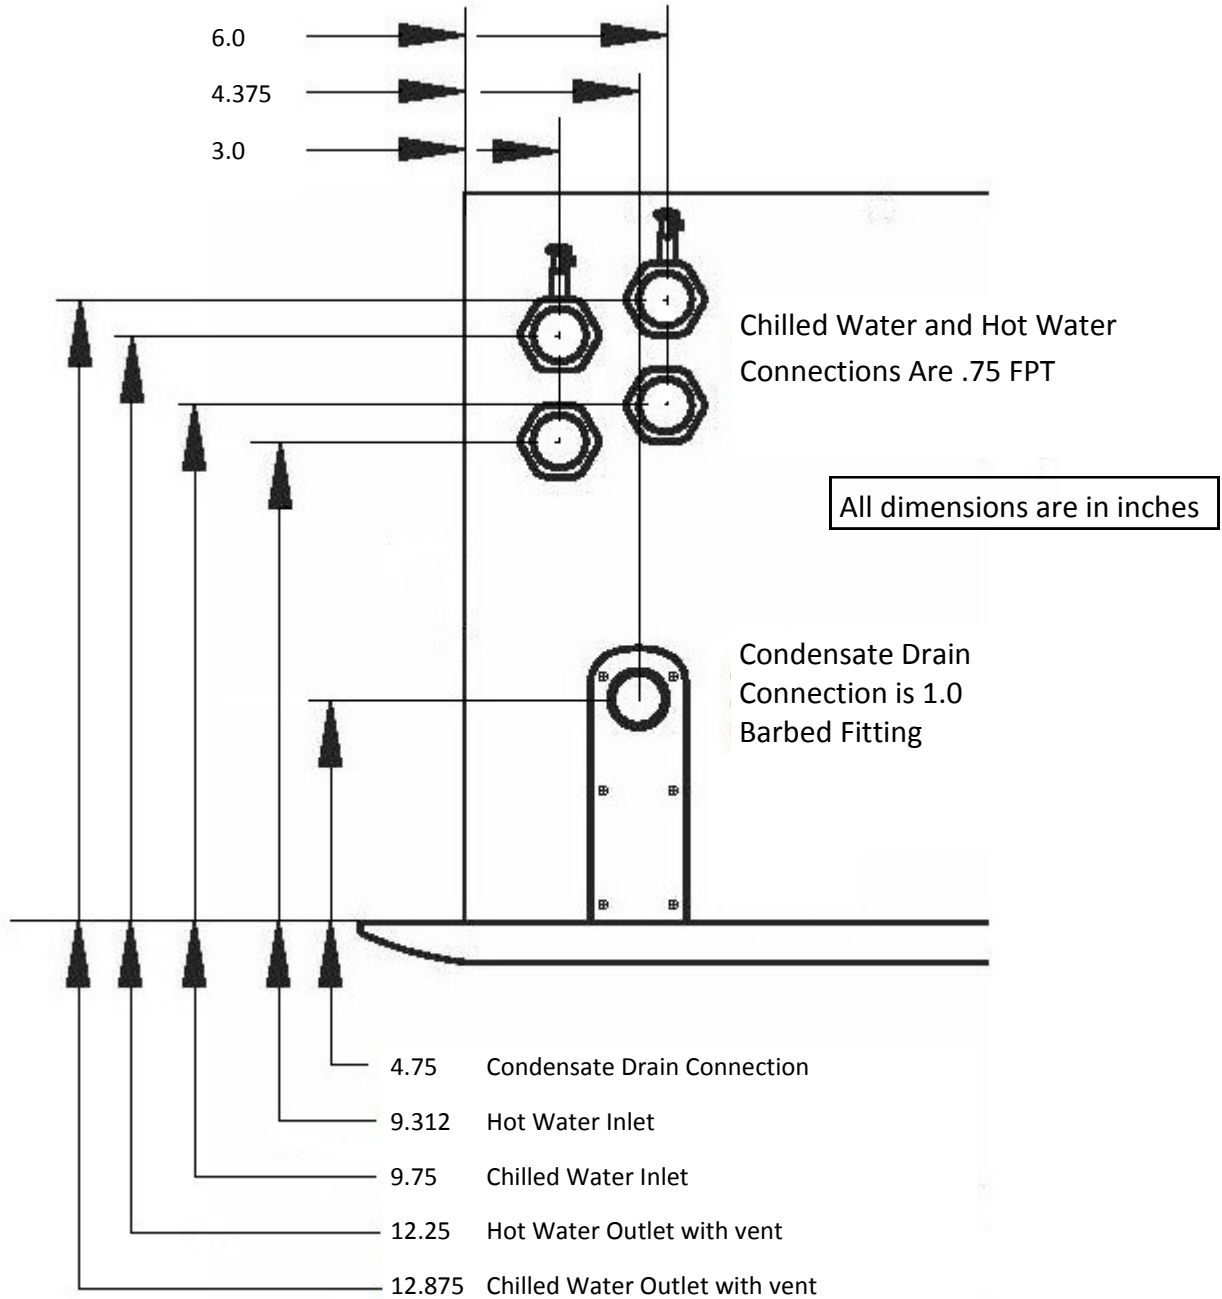 6.0
4.375
3.0
Chilled Water and Hot Water
Connections Are .75 FPT
All dimensions are in inches
Condensate Drain
Connection is 1.0
Barbed Fitting
4.75 Condensate Drain Connection
9.312 Hot Water Inlet
9.75 Chilled Water Inlet
12.25 Hot Water Outlet with vent
12.875 Chilled Water Outlet with vent